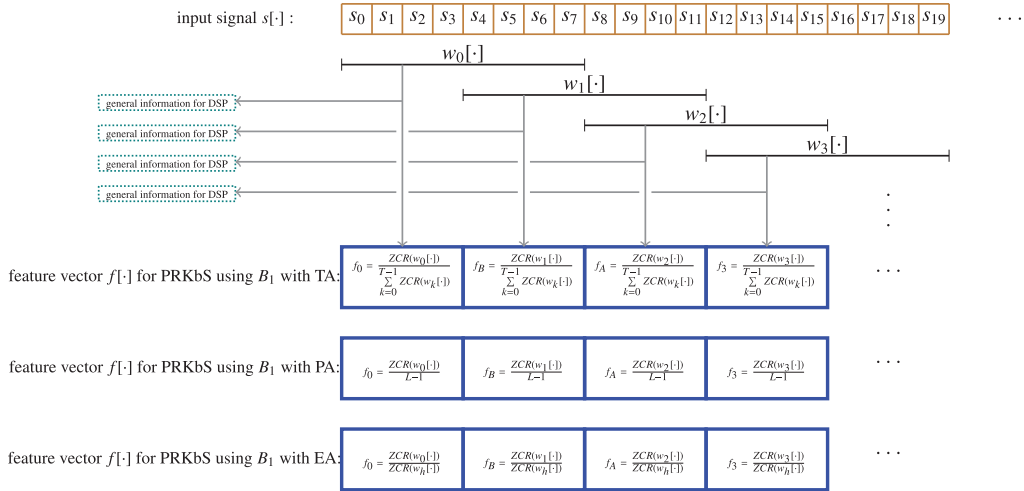 input signal s[·] : s0 s1 s2 s3 s4 s5 s6 s7 s8 s9 s10 s11 s12 s13 s14 s15 s16 s17 s18 s19 ···
w0[·]
w1[·]
general information for DSP
w2[·]
general information for DSP
w3[·]
general information for DSP
general information for DSP
feature vector f[·] for PRKbS using B1 with TA: f0 = ZCR(w0[·]) / T−1 ∑ k=0 ZCR(wk[·]) fB = ZCR(w1[·]) / T−1 ∑ k=0 ZCR(wk[·]) fA = ZCR(w2[·]) / T−1 ∑ k=0 ZCR(wk[·]) f3 = ZCR(w3[·]) / T−1 ∑ k=0 ZCR(wk[·]) ···
feature vector f[·] for PRKbS using B1 with PA: f0 = ZCR(w0[·]) / L−1 fB = ZCR(w1[·]) / L−1 fA = ZCR(w2[·]) / L−1 f3 = ZCR(w3[·]) / L−1 ···
feature vector f[·] for PRKbS using B1 with EA: f0 = ZCR(w0[·]) / ZCR(wh[·]) fB = ZCR(w1[·]) / ZCR(wh[·]) fA = ZCR(w2[·]) / ZCR(wh[·]) f3 = ZCR(w3[·]) / ZCR(wh[·]) ···